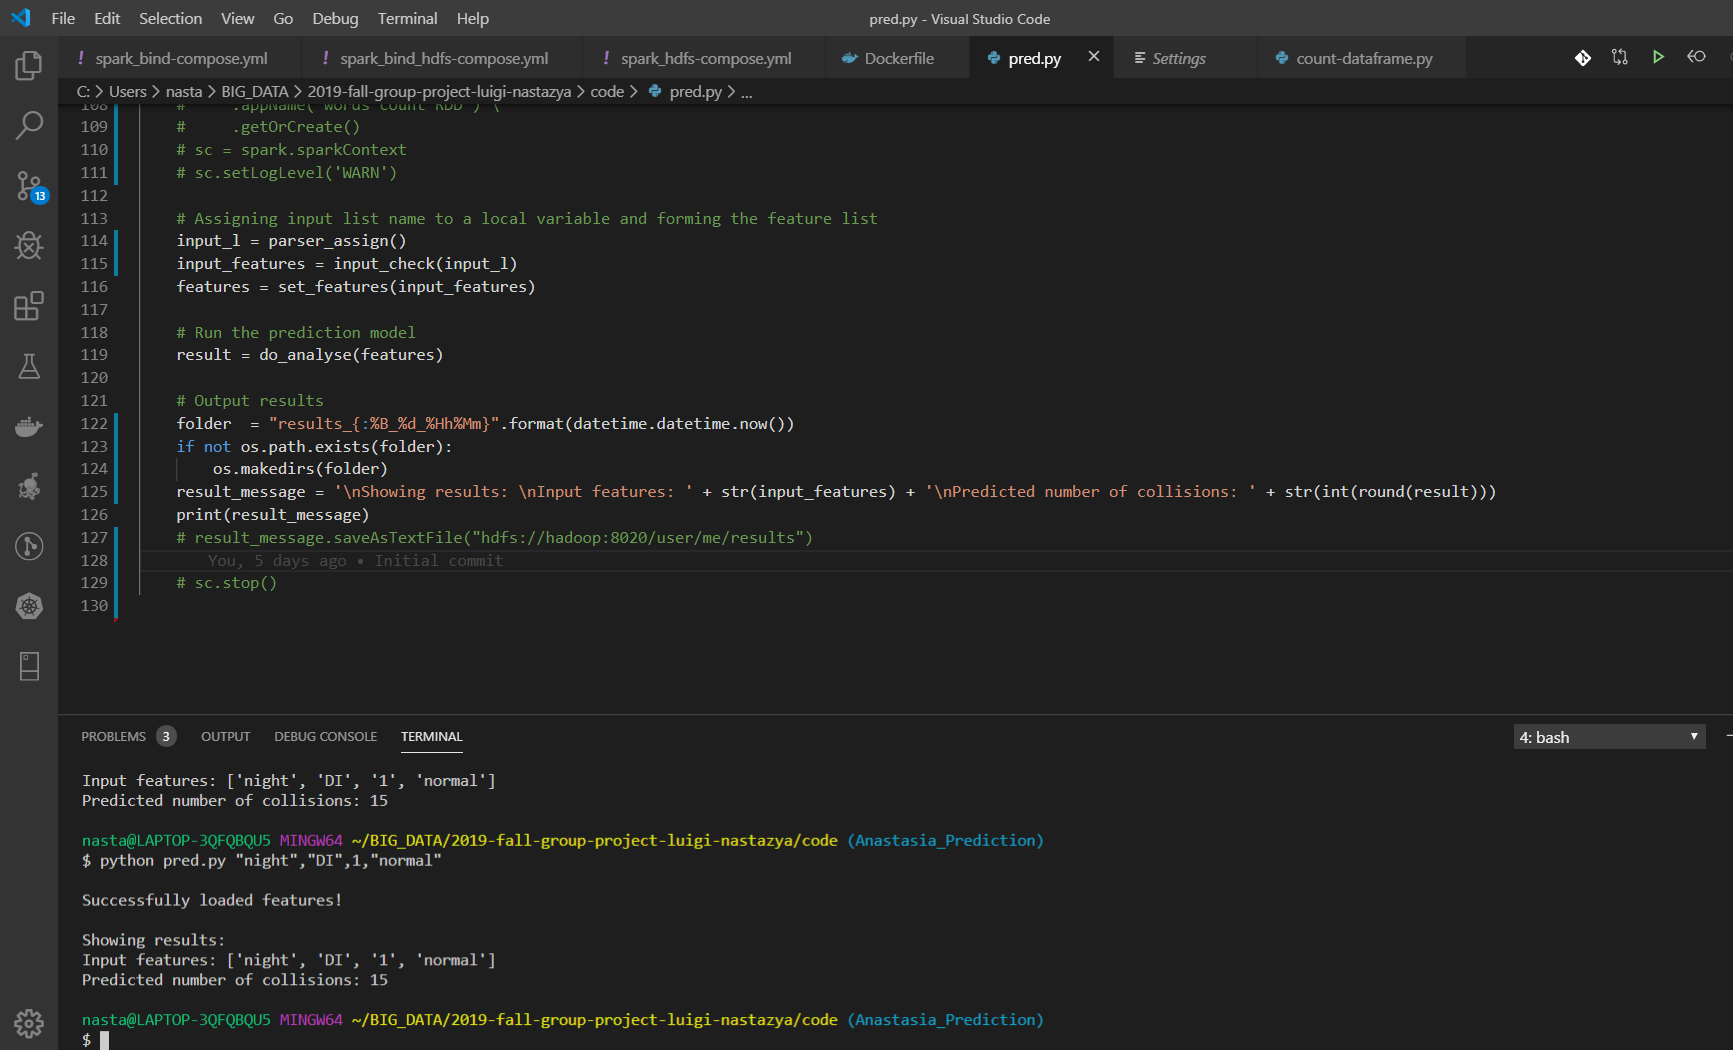 File Edit Selection View Go Debug Terminal Help
pred.py - Visual Studio Code
! spark_bind-compose.yml ! spark_bind_hdfs-compose.yml ! spark_hdfs-compose.yml Dockerfile pred.py × Settings count-dataframe.py
C: > Users > nasta > BIG_DATA > 2019-fall-group-project-luigi-nastazya > code > pred.py > ...
108 # .appName("words count RDD") \
109 # .getOrCreate()
110 # sc = spark.sparkContext
111 # sc.setLogLevel('WARN')
112
113 # Assigning input list name to a local variable and forming the feature list
114 input_l = parser_assign()
115 input_features = input_check(input_l)
116 features = set_features(input_features)
117
118 # Run the prediction model
119 result = do_analyse(features)
120
121 # Output results
122 folder  = "results_{:%B_%d_%Hh%Mm}".format(datetime.datetime.now())
123 if not os.path.exists(folder):
124 os.makedirs(folder)
125 result_message = '\nShowing results: \nInput features: ' + str(input_features) + '\nPredicted number of collisions: ' + str(int(round(result)))
126 print(result_message)
127 # result_message.saveAsTextFile("hdfs://hadoop:8020/user/me/results")
128 You, 5 days ago • Initial commit
129 # sc.stop()
130
13
PROBLEMS 3 OUTPUT DEBUG CONSOLE TERMINAL 4: bash
Input features: ['night', 'DI', '1', 'normal']
Predicted number of collisions: 15
nasta@LAPTOP-3QFQBQU5 MINGW64 ~/BIG_DATA/2019-fall-group-project-luigi-nastazya/code (Anastasia_Prediction)
$ python pred.py "night","DI",1,"normal"
Successfully loaded features!
Showing results:
Input features: ['night', 'DI', '1', 'normal']
Predicted number of collisions: 15
nasta@LAPTOP-3QFQBQU5 MINGW64 ~/BIG_DATA/2019-fall-group-project-luigi-nastazya/code (Anastasia_Prediction)
$